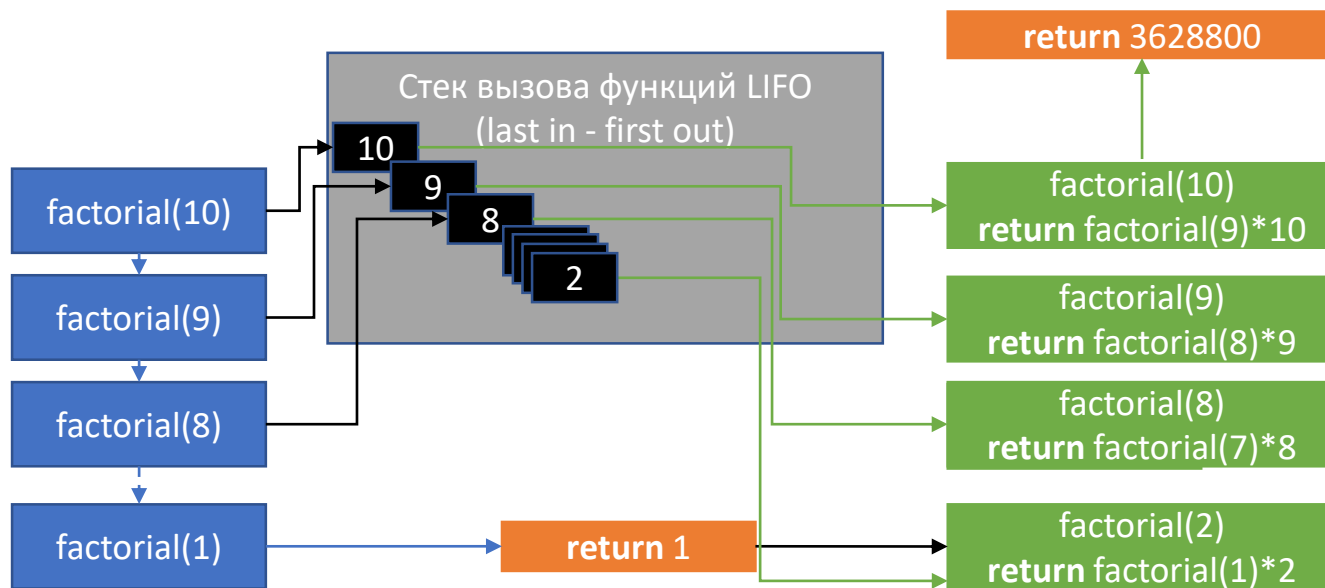 return 3628800
Стек вызова функций LIFO
(last in - first out)
10
9
8
2
factorial(10)
factorial(9)
factorial(8)
factorial(1)
return 1
factorial(10)
return factorial(9)*10
factorial(9)
return factorial(8)*9
factorial(8)
return factorial(7)*8
factorial(2)
return factorial(1)*2